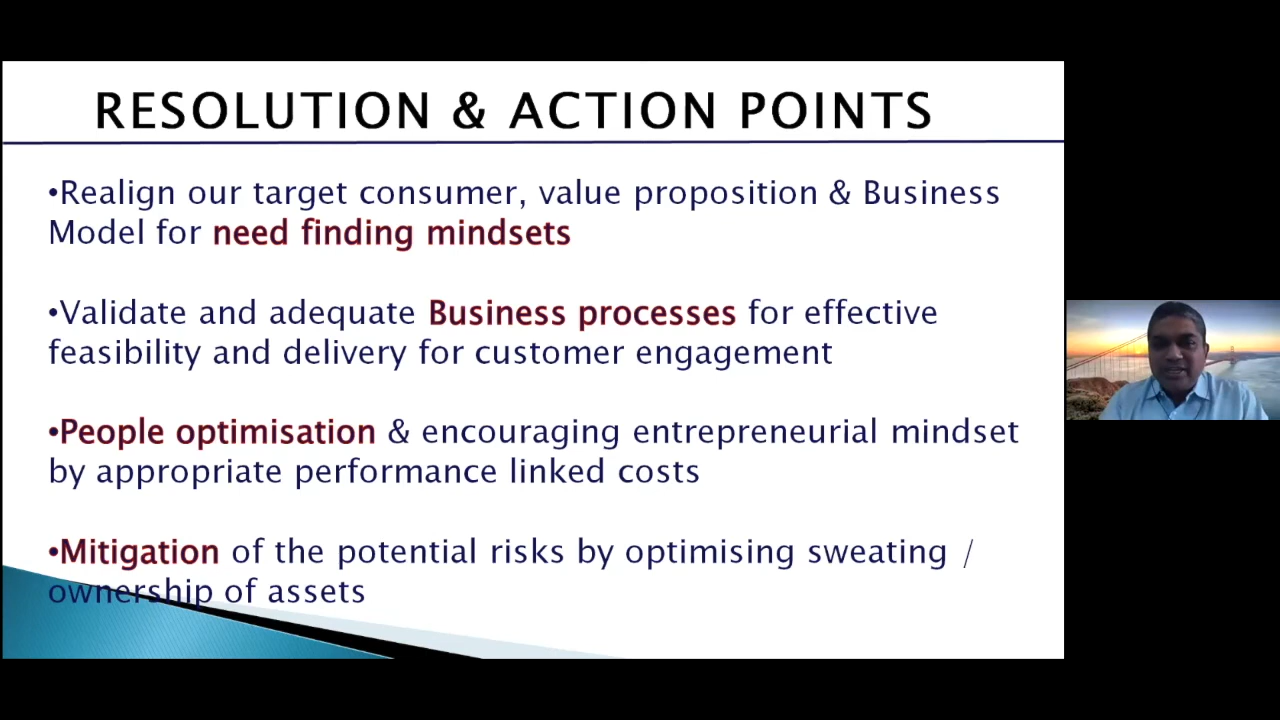 RESOLUTION & ACTION POINTS
•Realign our target consumer, value proposition & Business
Model for need finding mindsets
•Validate and adequate Business processes for effective
feasibility and delivery for customer engagement
•People optimisation & encouraging entrepreneurial mindset
by appropriate performance linked costs
•Mitigation of the potential risks by optimising sweating /
ownership of assets